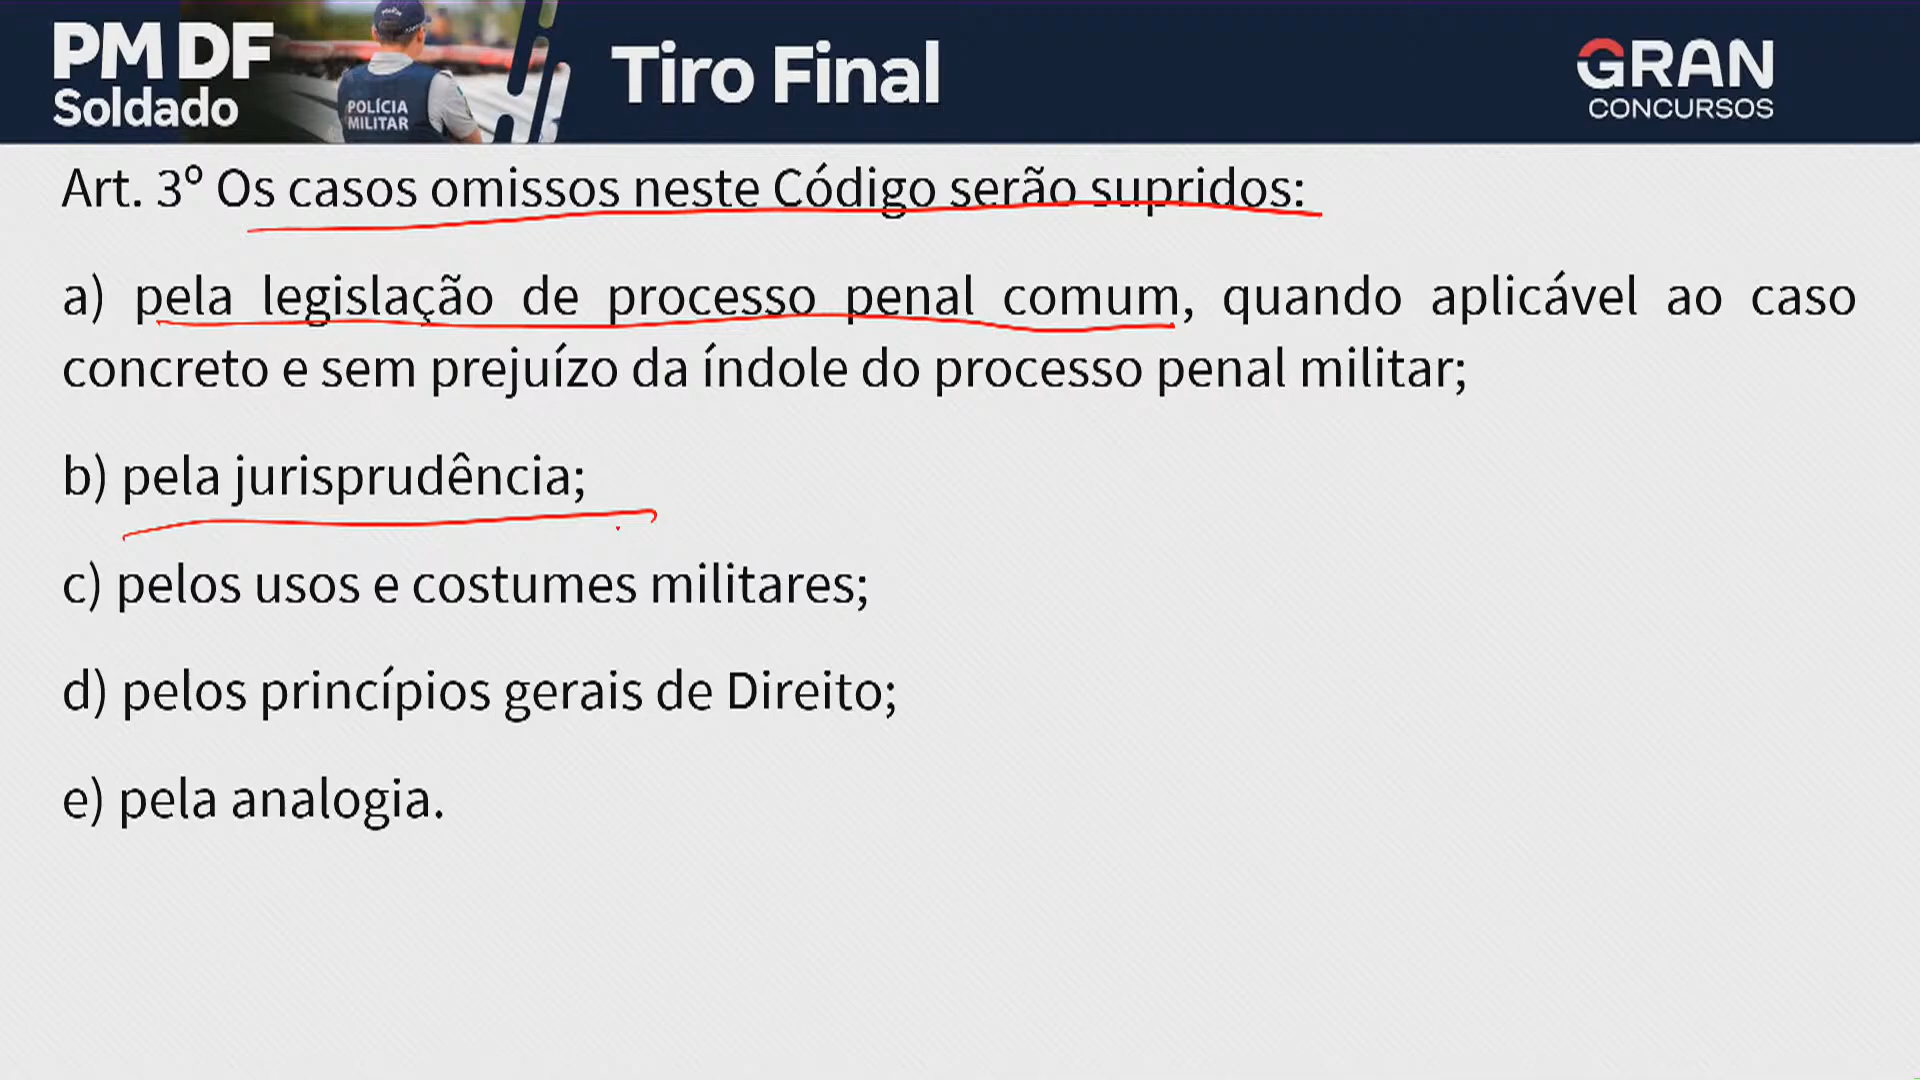 PM DF
Soldado
POLÍCIA
MILITAR
Tiro Final
GRAN
CONCURSOS
Art. 3º Os casos omissos neste Código serão supridos:
a) pela legislação de processo penal comum, quando aplicável ao caso
concreto e sem prejuízo da índole do processo penal militar;
b) pela jurisprudência;
c) pelos usos e costumes militares;
d) pelos princípios gerais de Direito;
e) pela analogia.